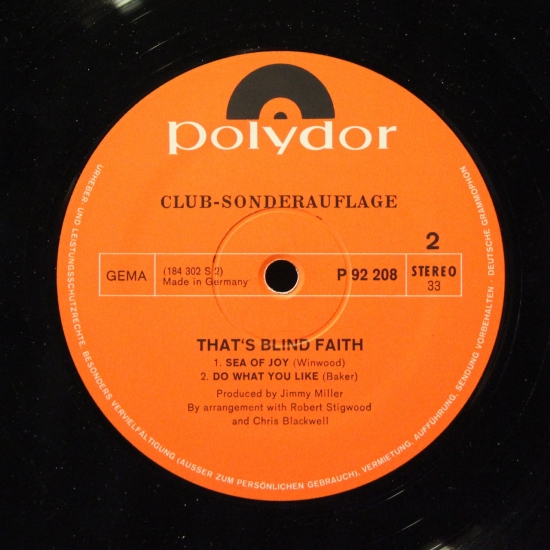 polydor
CLUB-SONDERAUFLAGE
2
GEMA
(184 302 S 2)
Made in Germany
P 92 208
STEREO
33
THAT'S BLIND FAITH
1. SEA OF JOY (Winwood)
2. DO WHAT YOU LIKE (Baker)
Produced by Jimmy Miller
By arrangement with Robert Stigwood
and Chris Blackwell
URHEBER- UND LEISTUNGSSCHUTZRECHTE, BESONDERS VERVIELFÄLTIGUNG (AUSSER ZUM PERSÖNLICHEN GEBRAUCH), VERMIETUNG, AUFFÜHRUNG, SENDUNG VORBEHALTEN · DEUTSCHE GRAMMOPHON